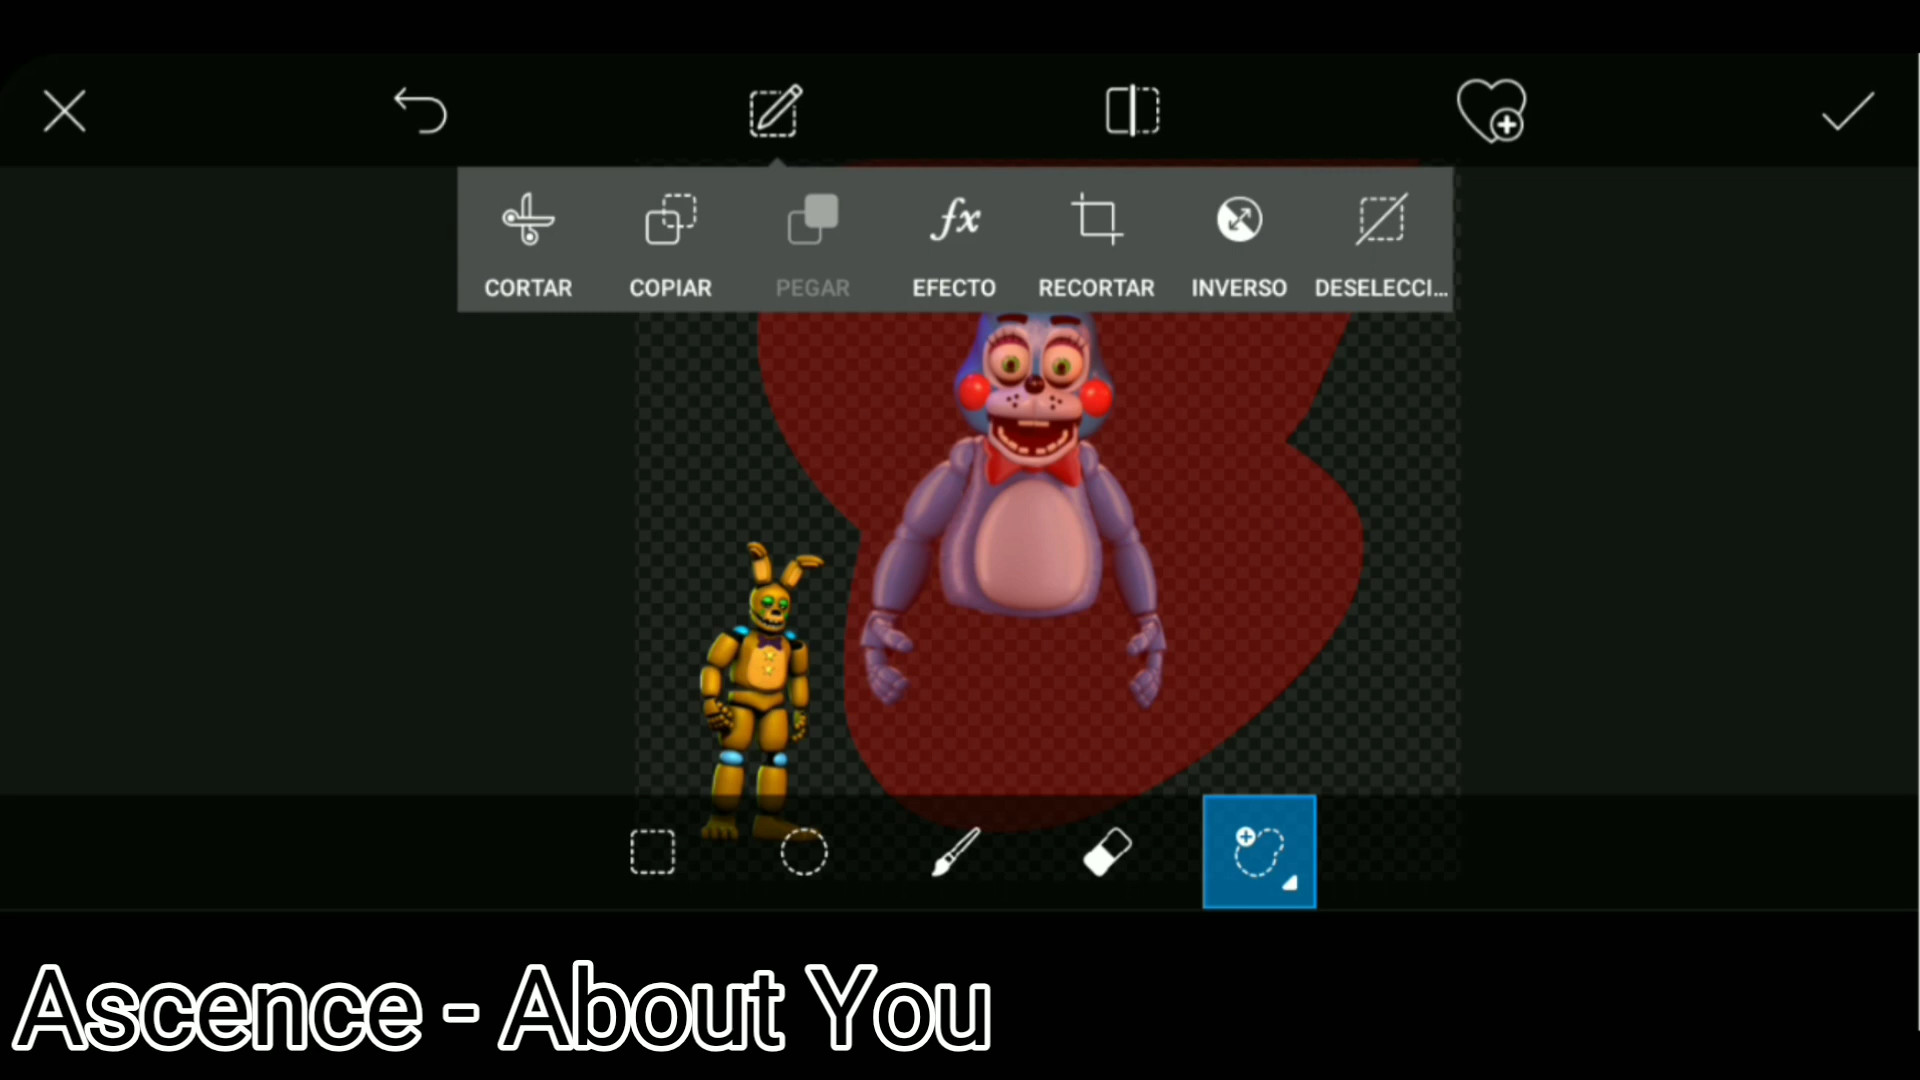 CORTAR
COPIAR
PEGAR
EFECTO
RECORTAR
INVERSO
DESELECCI...
Ascence - About You